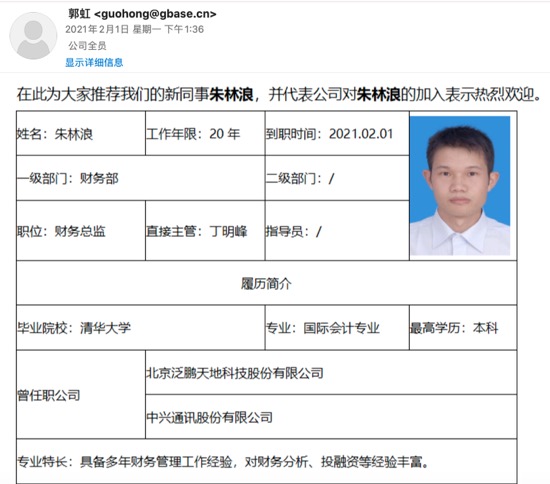 郭虹 <guohong@gbase.cn>
2021年2月1日 星期一 下午1:36
公司全员
显示详细信息
在此为大家推荐我们的新同事朱林浪，并代表公司对朱林浪的加入表示热烈欢迎。
姓名：朱林浪 工作年限：20 年 到职时间：2021.02.01
一级部门：财务部 二级部门：/
职位：财务总监 直接主管：丁明峰 指导员：/
履历简介
毕业院校：清华大学 专业：国际会计专业 最高学历：本科
曾任职公司
北京泛鹏天地科技股份有限公司
中兴通讯股份有限公司
专业特长：具备多年财务管理工作经验，对财务分析、投融资等经验丰富。